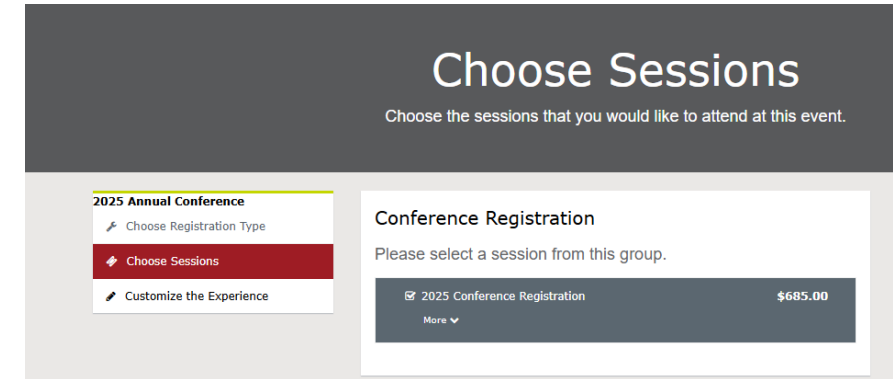 Choose Sessions
Choose the sessions that you would like to attend at this event.
2025 Annual Conference
Choose Registration Type
Choose Sessions
Customize the Experience
Conference Registration
Please select a session from this group.
2025 Conference Registration $685.00
More